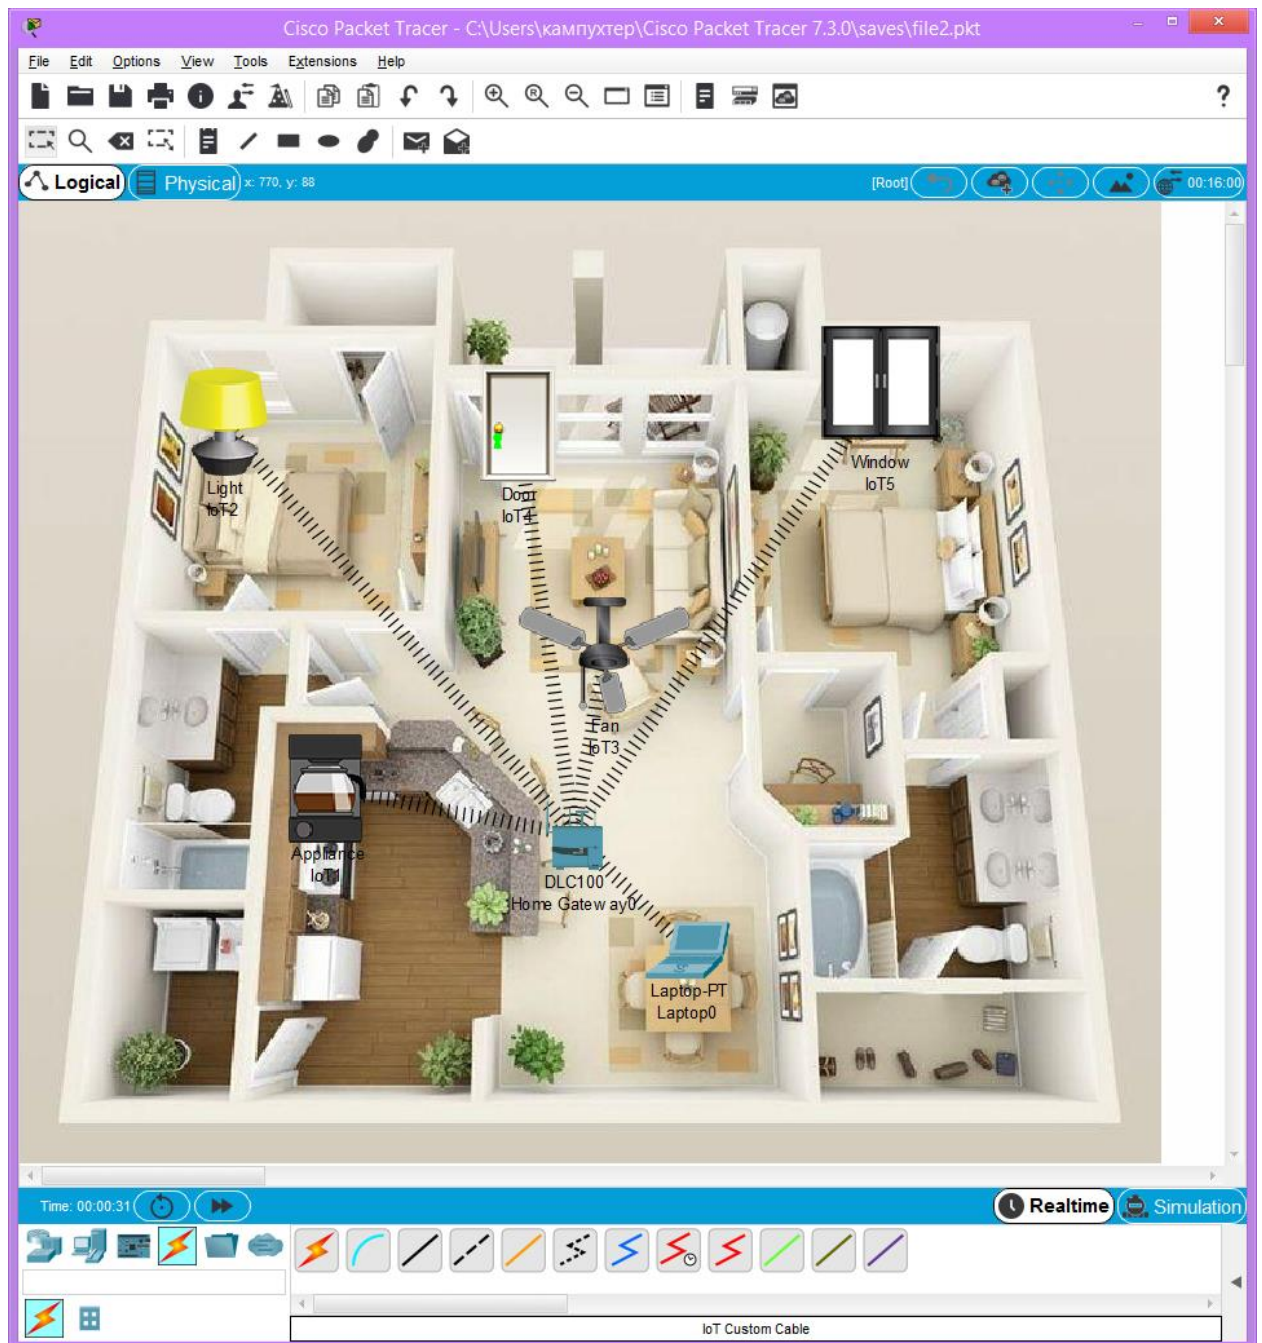 Cisco Packet Tracer - C:\Users\кампухтер\Cisco Packet Tracer 7.3.0\saves\file2.pkt
File Edit Options View Tools Extensions Help
?
Logical Physical x: 770, y: 88 [Root] 00:16:00
Light
IoT2
Door
IoT4
Window
IoT5
Fan
IoT3
Appliance
IoT1
DLC100
Home Gateway0
Laptop-PT
Laptop0
Time: 00:00:31 Realtime Simulation
IoT Custom Cable